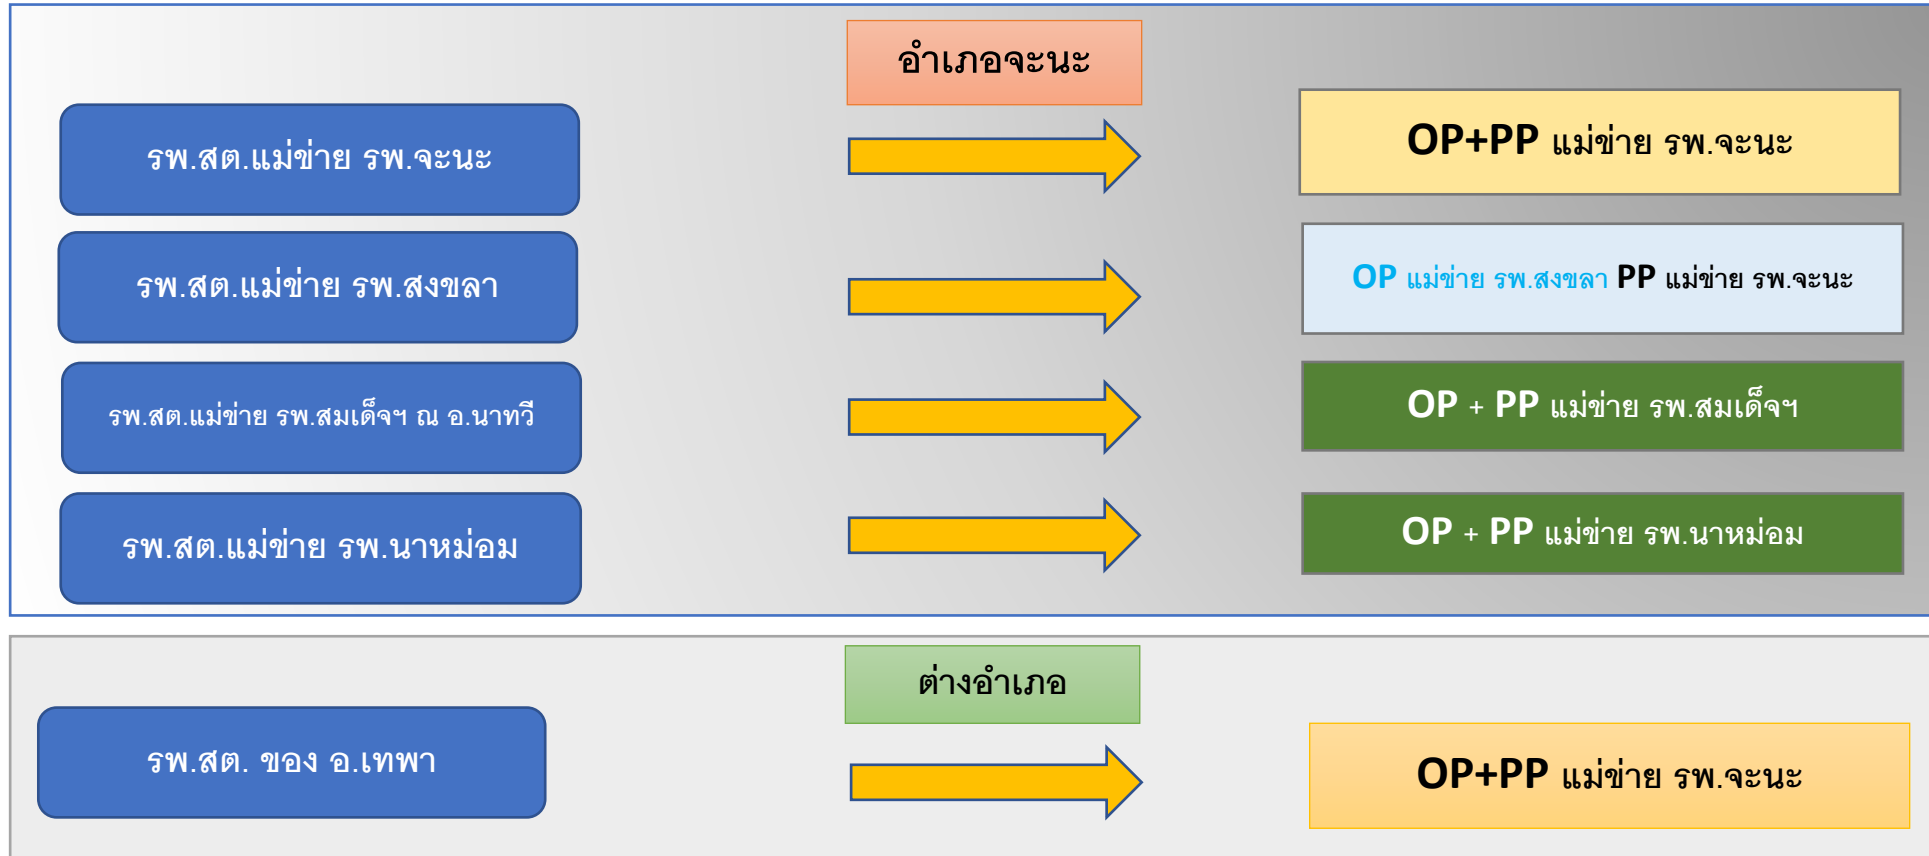 อำเภอจะนะ
รพ.สต.แม่ข่าย รพ.จะนะ
OP+PP แม่ข่าย รพ.จะนะ
รพ.สต.แม่ข่าย รพ.สงขลา
OP แม่ข่าย รพ.สงขลา PP แม่ข่าย รพ.จะนะ
รพ.สต.แม่ข่าย รพ.สมเด็จฯ ณ อ.นาทวี
OP + PP แม่ข่าย รพ.สมเด็จฯ
รพ.สต.แม่ข่าย รพ.นาหม่อม
OP + PP แม่ข่าย รพ.นาหม่อม
ต่างอำเภอ
รพ.สต. ของ อ.เทพา
OP+PP แม่ข่าย รพ.จะนะ